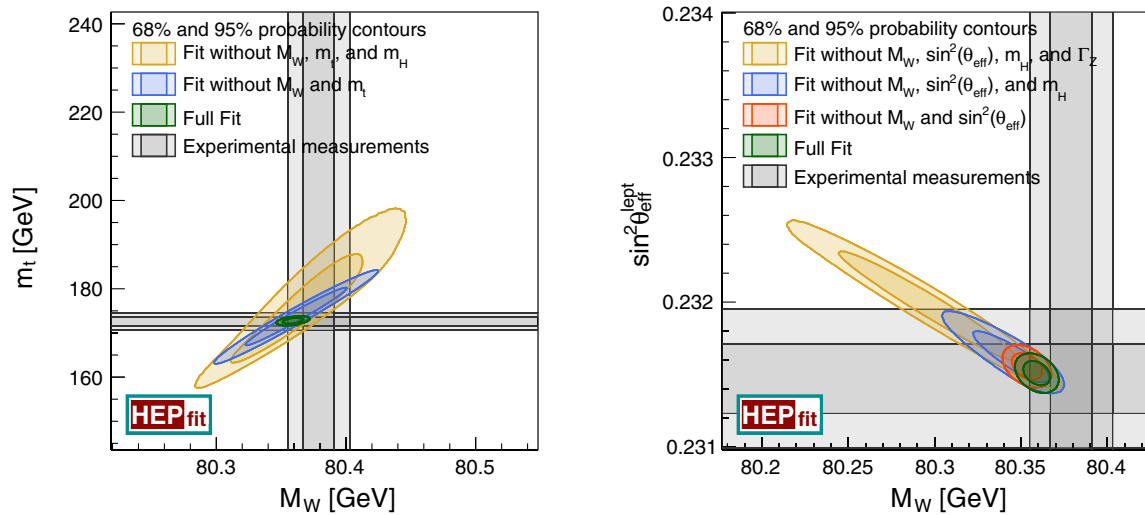 240
220
200
180
160
m_t [GeV]
68% and 95% probability contours
Fit without M_W, m_t, and m_H
Fit without M_W and m_t
Full Fit
Experimental measurements
HEPfit
80.3 80.4 80.5
M_W [GeV]
0.234
0.233
0.232
0.231
sin²θ_eff^lept
68% and 95% probability contours
Fit without M_W, sin²(θ_eff), m_H, and Γ_Z
Fit without M_W, sin²(θ_eff), and m_H
Fit without M_W and sin²(θ_eff)
Full Fit
Experimental measurements
HEPfit
80.2 80.25 80.3 80.35 80.4
M_W [GeV]